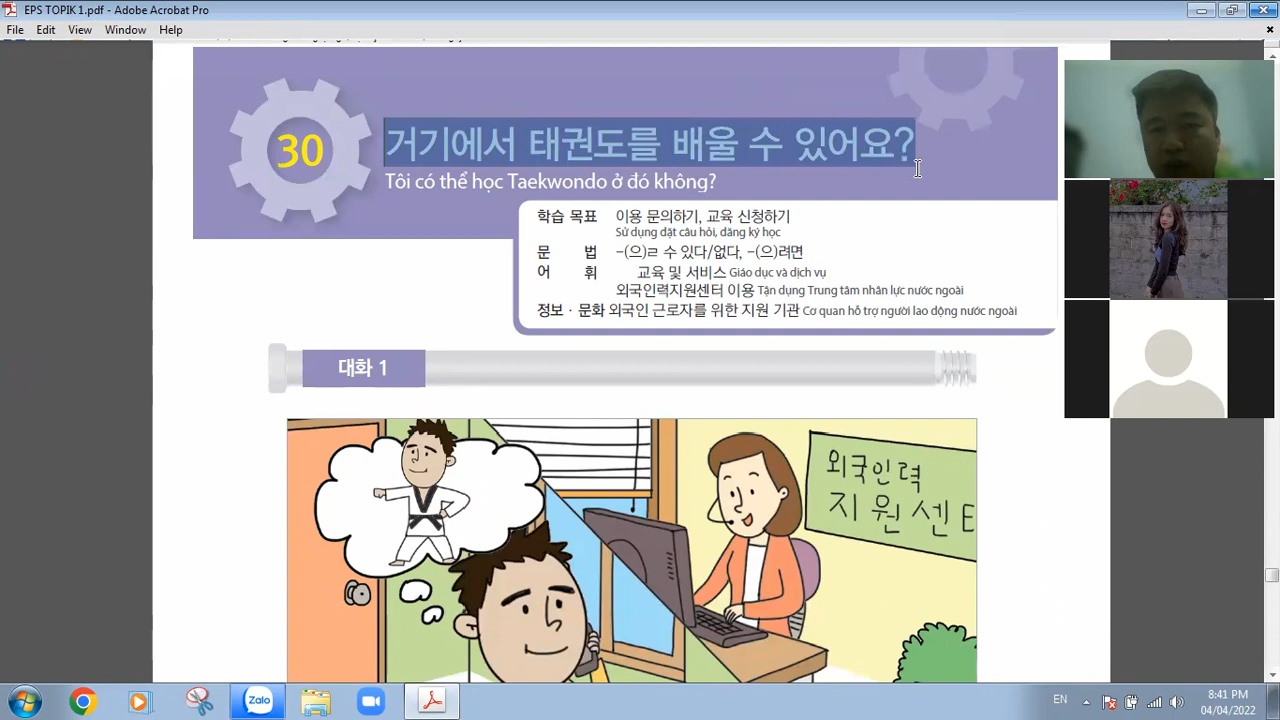 EPS TOPIK 1.pdf - Adobe Acrobat Pro
File Edit View Window Help
30
거기에서 태권도를 배울 수 있어요?
Tôi có thể học Taekwondo ở đó không?
학습 목표 이용 문의하기, 교육 신청하기
Sử dụng đặt câu hỏi, đăng ký học
문 법 -(으)ㄹ 수 있다/없다, -(으)려면
어 휘 교육 및 서비스 Giáo dục và dịch vụ
외국인력지원센터 이용 Tận dụng Trung tâm nhân lực nước ngoài
정보 · 문화 외국인 근로자를 위한 지원 기관 Cơ quan hỗ trợ người lao động nước ngoài
대화 1
외국인력
지원센터
Zalo
EN
8:41 PM
04/04/2022